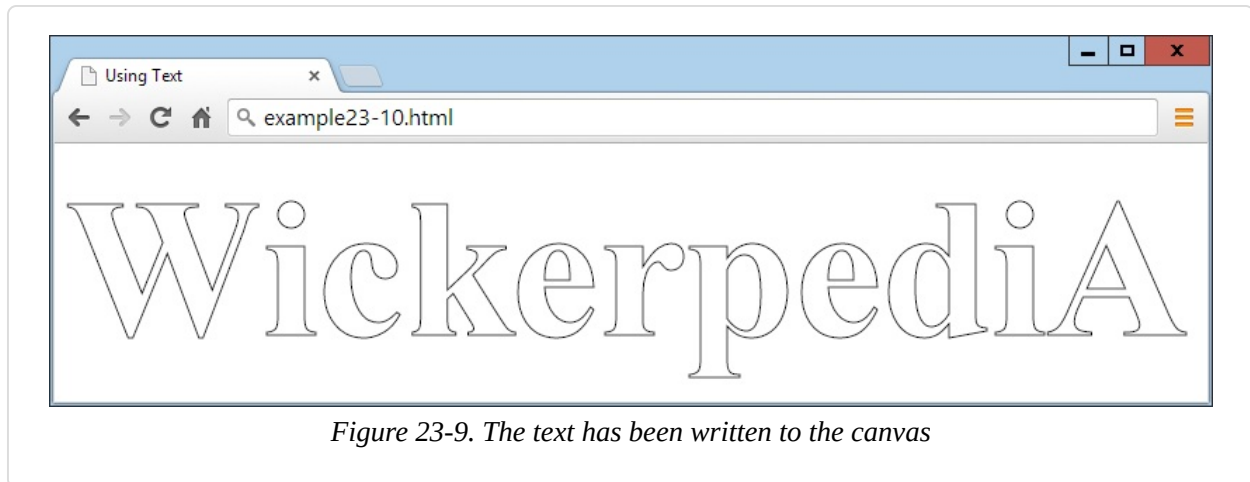 Using Text
example23-10.html
WickerpediA
Figure 23-9. The text has been written to the canvas